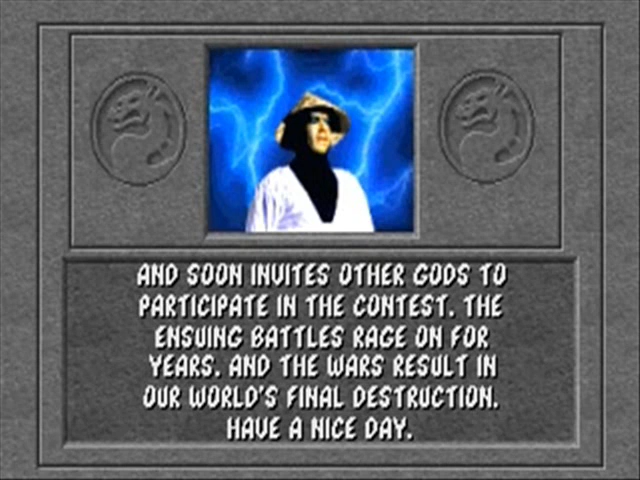 AND SOON INVITES OTHER GODS TO
PARTICIPATE IN THE CONTEST. THE
ENSUING BATTLES RAGE ON FOR
YEARS. AND THE WARS RESULT IN
OUR WORLD'S FINAL DESTRUCTION.
HAVE A NICE DAY.